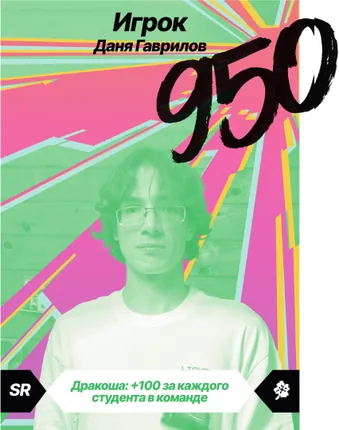 Игрок
Даня Гаврилов
950
SR
Дракоша: +100 за каждого
студента в команде